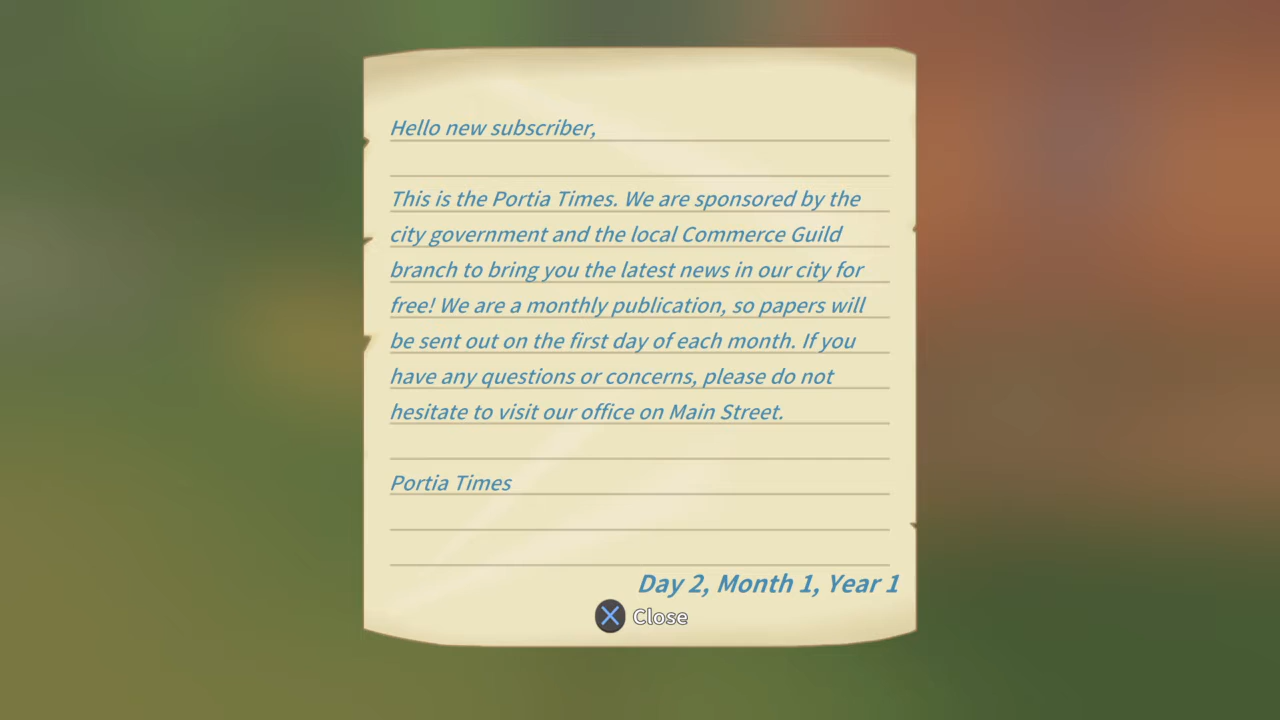 Hello new subscriber,
This is the Portia Times. We are sponsored by the
city government and the local Commerce Guild
branch to bring you the latest news in our city for
free! We are a monthly publication, so papers will
be sent out on the first day of each month. If you
have any questions or concerns, please do not
hesitate to visit our office on Main Street.
Portia Times
Day 2, Month 1, Year 1
Close